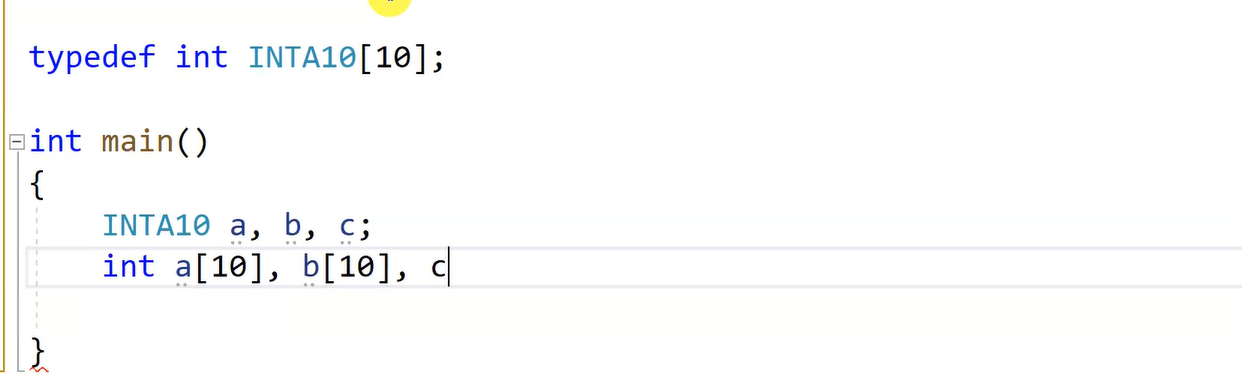 typedef int INTA10[10];
int main()
{
INTA10 a, b, c;
int a[10], b[10], c
}